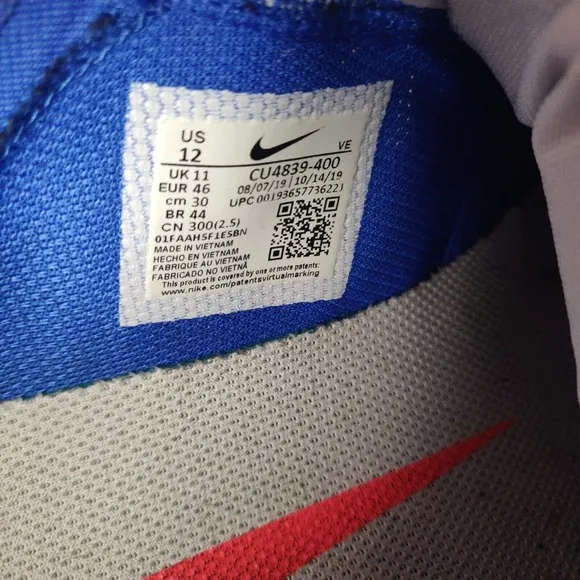 US
12
UK 11
EUR 46
cm 30
BR 44
CN 300(2.5)
01FAAH5F1E5BN
MADE IN VIETNAM
HECHO EN VIETNAM
FABRIQUE AU VIETNAM
FABRICADO NO VIETNÃ
This product is covered by one or more patents:
www.nike.com/patentsvirtualmarking
VE
CU4839-400
08/07/19 | 10/14/19
UPC 00193657736221